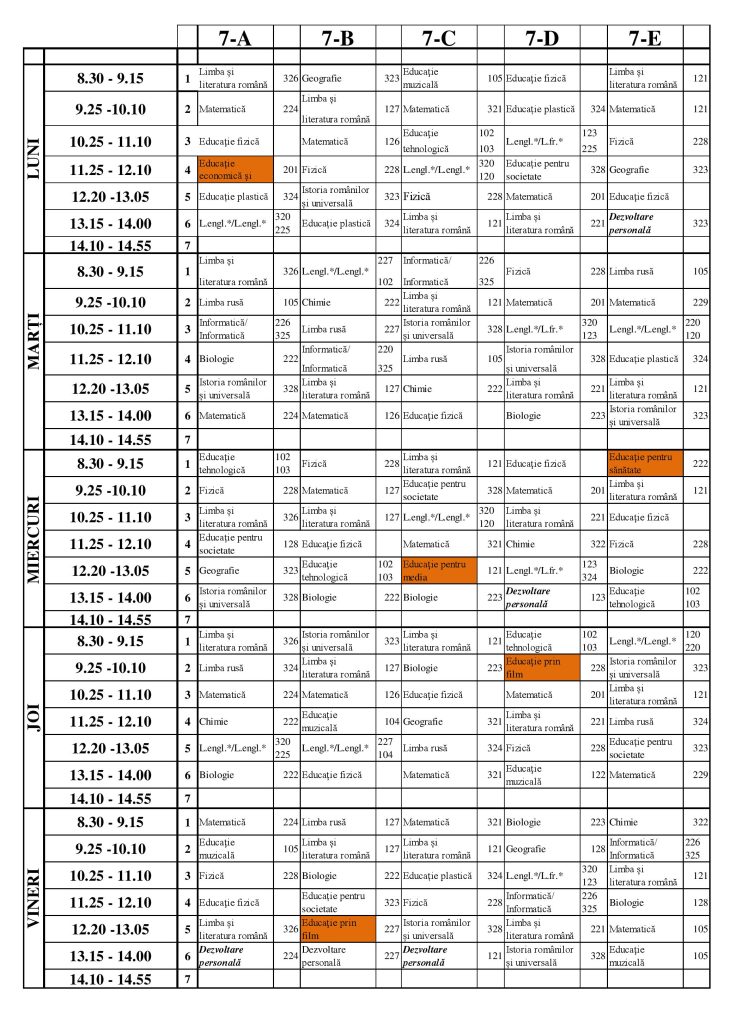 7-A 7-B 7-C 7-D 7-E
LUNI
8.30 - 9.15 1 Limba și literatura română 326 Geografie 323 Educație muzicală 105 Educație fizică Limba și literatura română 121
9.25 -10.10 2 Matematică 224 Limba și literatura română 127 Matematică 321 Educație plastică 324 Matematică 121
10.25 - 11.10 3 Educație fizică Matematică 126 Educație tehnologică 102 103 L.engl.*/L.fr.* 123 225 Fizică 228
11.25 - 12.10 4 Educație economică și 201 Fizică 228 L.engl.*/L.engl.* 320 120 Educație pentru societate 328 Geografie 323
12.20 -13.05 5 Educație plastică 324 Istoria românilor și universală 323 Fizică 228 Matematică 201 Educație fizică
13.15 - 14.00 6 L.engl.*/L.engl.* 320 225 Educație plastică 324 Limba și literatura română 121 Limba și literatura română 221 Dezvoltare personală 323
14.10 - 14.55 7
MARȚI
8.30 - 9.15 1 Limba și literatura română 326 L.engl.*/L.engl.* 227 102 Informatică/ Informatică 226 325 Fizică 228 Limba rusă 105
9.25 -10.10 2 Limba rusă 105 Chimie 222 Limba și literatura română 121 Matematică 201 Matematică 229
10.25 - 11.10 3 Informatică/ Informatică 226 325 Limba rusă 227 Istoria românilor și universală 328 L.engl.*/L.fr.* 320 123 L.engl.*/L.engl.* 220 120
11.25 - 12.10 4 Biologie 222 Informatică/ Informatică 220 325 Limba rusă 105 Istoria românilor și universală 328 Educație plastică 324
12.20 -13.05 5 Istoria românilor și universală 328 Limba și literatura română 127 Chimie 222 Limba și literatura română 221 Limba și literatura română 121
13.15 - 14.00 6 Matematică 224 Matematică 126 Educație fizică Biologie 223 Istoria românilor și universală 323
14.10 - 14.55 7
MIERCURI
8.30 - 9.15 1 Educație tehnologică 102 103 Fizică 228 Limba și literatura română 121 Educație fizică Educație pentru sănătate 222
9.25 -10.10 2 Fizică 228 Matematică 127 Educație pentru societate 328 Matematică 201 Limba și literatura română 121
10.25 - 11.10 3 Limba și literatura română 326 Limba și literatura română 127 L.engl.*/L.engl.* 320 120 Limba și literatura română 221 Educație fizică
11.25 - 12.10 4 Educație pentru societate 128 Educație fizică Matematică 321 Chimie 322 Fizică 228
12.20 -13.05 5 Geografie 323 Educație tehnologică 102 103 Educație pentru media 121 L.engl.*/L.fr.* 123 324 Biologie 222
13.15 - 14.00 6 Istoria românilor și universală 328 Biologie 222 Biologie 223 Dezvoltare personală 123 Educație tehnologică 102 103
14.10 - 14.55 7
JOI
8.30 - 9.15 1 Limba și literatura română 326 Istoria românilor și universală 323 Limba și literatura română 121 Educație tehnologică 102 103 L.engl.*/L.engl.* 120 220
9.25 -10.10 2 Limba rusă 324 Limba și literatura română 127 Biologie 223 Educație prin film 228 Istoria românilor și universală 323
10.25 - 11.10 3 Matematică 224 Matematică 126 Educație fizică Matematică 201 Limba și literatura română 121
11.25 - 12.10 4 Chimie 222 Educație muzicală 104 Geografie 321 Limba și literatura română 221 Limba rusă 324
12.20 -13.05 5 L.engl.*/L.engl.* 320 225 L.engl.*/L.engl.* 227 104 Limba rusă 324 Fizică 228 Educație pentru societate 323
13.15 - 14.00 6 Biologie 222 Educație fizică Matematică 321 Educație muzicală 122 Matematică 229
14.10 - 14.55 7
VINERI
8.30 - 9.15 1 Matematică 224 Limba rusă 127 Matematică 321 Biologie 223 Chimie 322
9.25 -10.10 2 Educație muzicală 105 Limba și literatura română 127 Limba și literatura română 121 Geografie 128 Informatică/ Informatică 226 325
10.25 - 11.10 3 Fizică 228 Biologie 222 Educație plastică 324 L.engl.*/L.fr.* 320 123 Limba și literatura română 121
11.25 - 12.10 4 Educație fizică Educație pentru societate 323 Fizică 228 Informatică/ Informatică 226 325 Biologie 128
12.20 -13.05 5 Limba și literatura română 326 Educație prin film 227 Istoria românilor și universală 328 Limba și literatura română 221 Matematică 105
13.15 - 14.00 6 Dezvoltare personală 224 Dezvoltare personală 227 Dezvoltare personală 121 Istoria românilor și universală 328 Educație muzicală 105
14.10 - 14.55 7